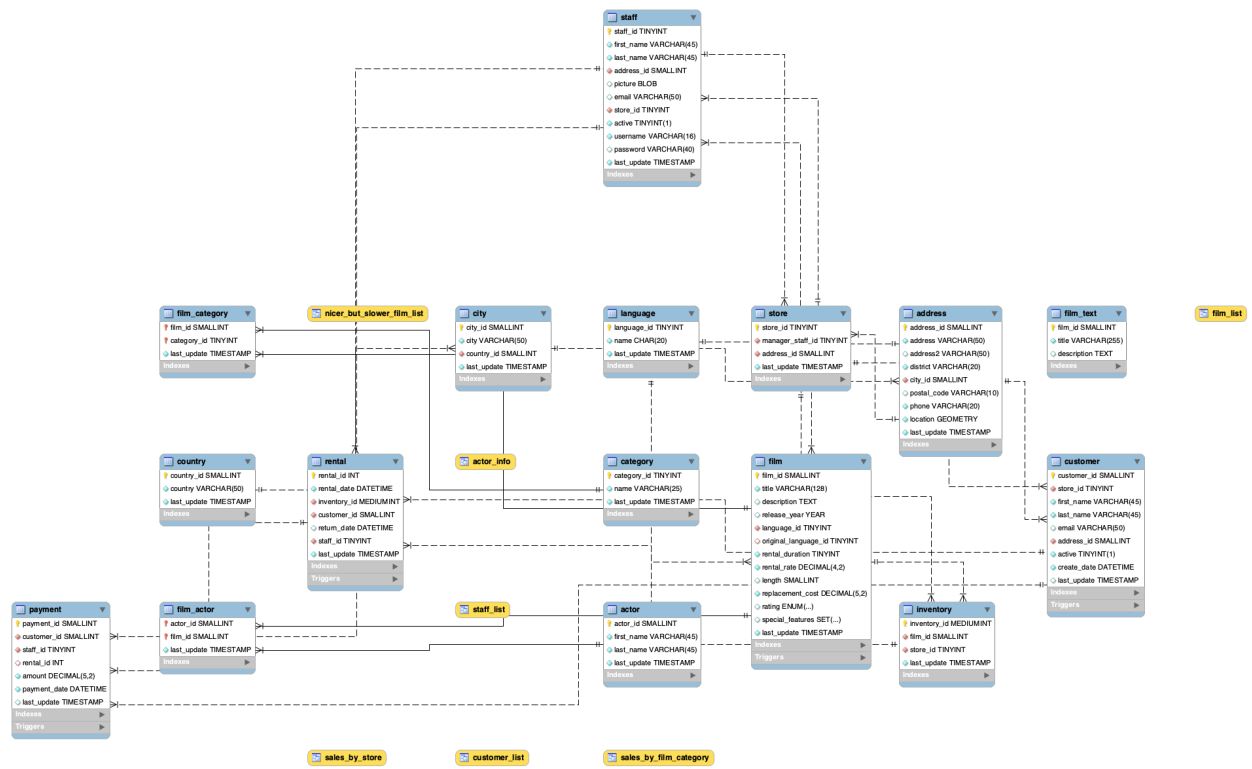 staff
staff_id TINYINT
first_name VARCHAR(45)
last_name VARCHAR(45)
address_id SMALLINT
picture BLOB
email VARCHAR(50)
store_id TINYINT
active TINYINT(1)
username VARCHAR(16)
password VARCHAR(40)
last_update TIMESTAMP
Indexes
film_category
film_id SMALLINT
category_id TINYINT
last_update TIMESTAMP
Indexes
nicer_but_slower_film_list
city
city_id SMALLINT
city VARCHAR(50)
country_id SMALLINT
last_update TIMESTAMP
Indexes
language
language_id TINYINT
name CHAR(20)
last_update TIMESTAMP
Indexes
store
store_id TINYINT
manager_staff_id TINYINT
address_id SMALLINT
last_update TIMESTAMP
Indexes
address
address_id SMALLINT
address VARCHAR(50)
address2 VARCHAR(50)
district VARCHAR(20)
city_id SMALLINT
postal_code VARCHAR(10)
phone VARCHAR(20)
location GEOMETRY
last_update TIMESTAMP
Indexes
film_text
film_id SMALLINT
title VARCHAR(255)
description TEXT
Indexes
film_list
country
country_id SMALLINT
country VARCHAR(50)
last_update TIMESTAMP
Indexes
rental
rental_id INT
rental_date DATETIME
inventory_id MEDIUMINT
customer_id SMALLINT
return_date DATETIME
staff_id TINYINT
last_update TIMESTAMP
Indexes
Triggers
actor_info
category
category_id TINYINT
name VARCHAR(25)
last_update TIMESTAMP
Indexes
film
film_id SMALLINT
title VARCHAR(128)
description TEXT
release_year YEAR
language_id TINYINT
original_language_id TINYINT
rental_duration TINYINT
rental_rate DECIMAL(4,2)
length SMALLINT
replacement_cost DECIMAL(5,2)
rating ENUM(...)
special_features SET(...)
last_update TIMESTAMP
Indexes
Triggers
customer
customer_id SMALLINT
store_id TINYINT
first_name VARCHAR(45)
last_name VARCHAR(45)
email VARCHAR(50)
address_id SMALLINT
active TINYINT(1)
create_date DATETIME
last_update TIMESTAMP
Indexes
Triggers
payment
payment_id SMALLINT
customer_id SMALLINT
staff_id TINYINT
rental_id INT
amount DECIMAL(5,2)
payment_date DATETIME
last_update TIMESTAMP
Indexes
Triggers
film_actor
actor_id SMALLINT
film_id SMALLINT
last_update TIMESTAMP
Indexes
staff_list
actor
actor_id SMALLINT
first_name VARCHAR(45)
last_name VARCHAR(45)
last_update TIMESTAMP
Indexes
inventory
inventory_id MEDIUMINT
film_id SMALLINT
store_id TINYINT
last_update TIMESTAMP
Indexes
sales_by_store
customer_list
sales_by_film_category